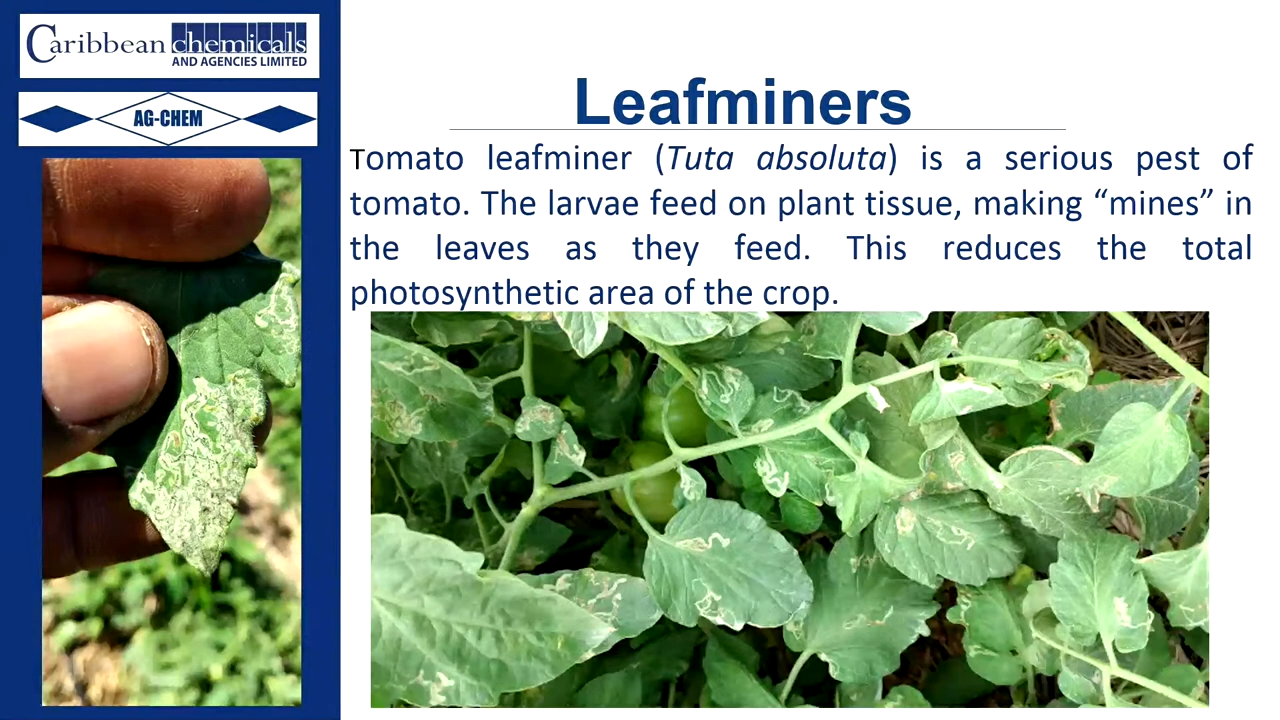 Caribbean chemicals
AND AGENCIES LIMITED
AG-CHEM
Leafminers
Tomato leafminer (Tuta absoluta) is a serious pest of
tomato. The larvae feed on plant tissue, making “mines” in
the leaves as they feed. This reduces the total
photosynthetic area of the crop.